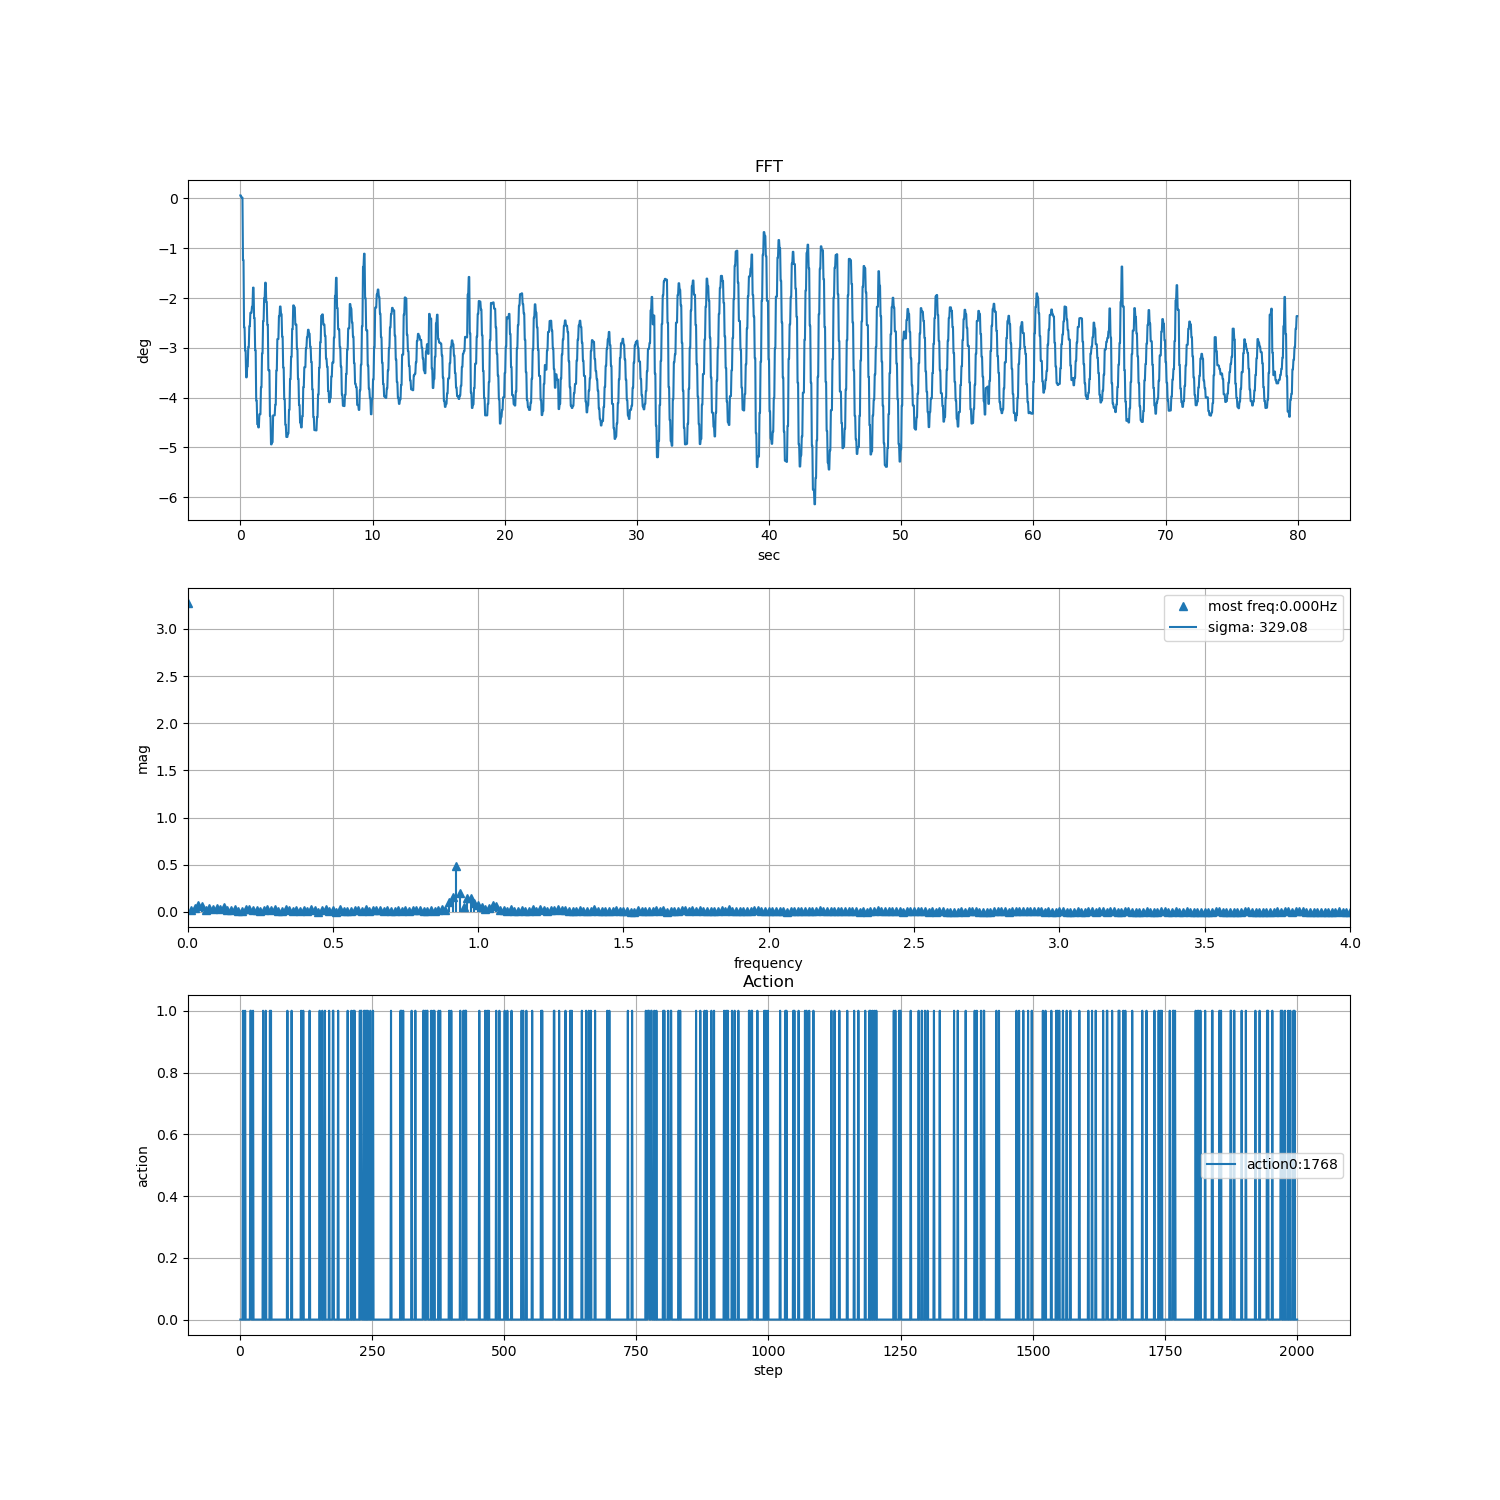 FFT
0
−1
−2
−3
−4
−5
−6
deg
0 10 20 30 40 50 60 70 80
sec
most freq:0.000Hz
sigma: 329.08
3.0
2.5
2.0
1.5
1.0
0.5
0.0
mag
0.0 0.5 1.0 1.5 2.0 2.5 3.0 3.5 4.0
frequency
Action
1.0
0.8
0.6
0.4
0.2
0.0
action
action0:1768
0 250 500 750 1000 1250 1500 1750 2000
step